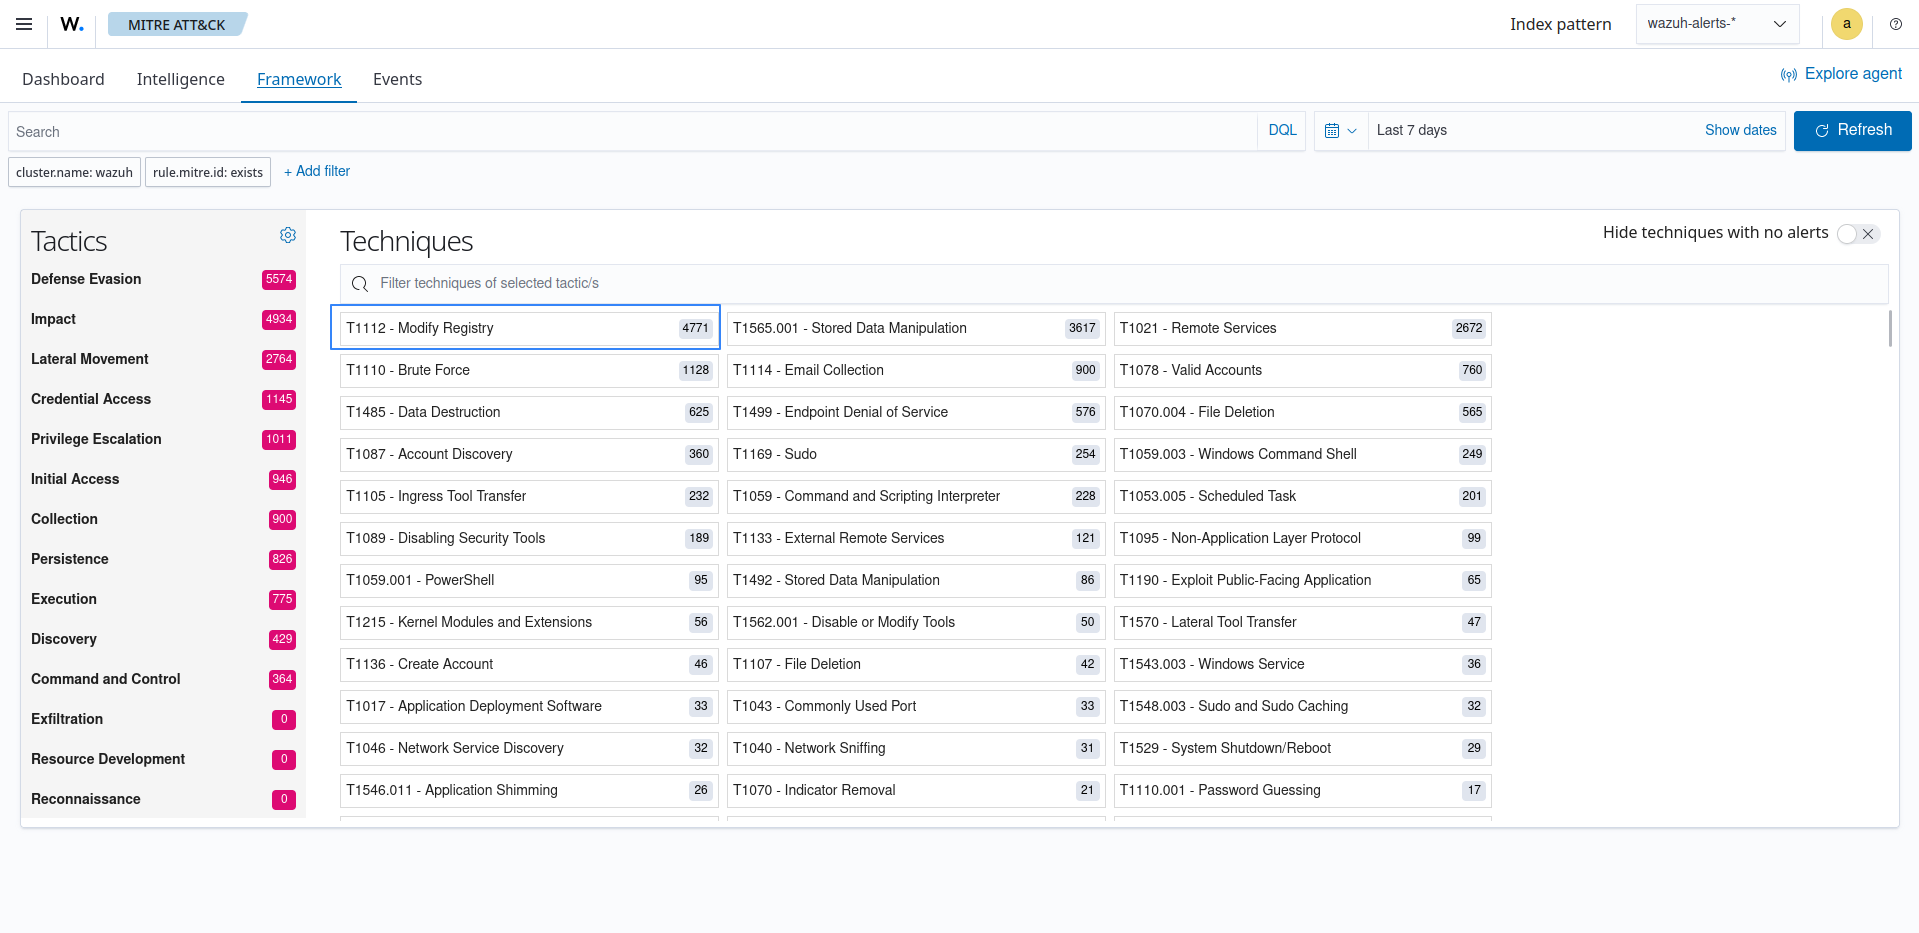 W. MITRE ATT&CK Index pattern wazuh-alerts-* a
Dashboard Intelligence Framework Events Explore agent
Search DQL Last 7 days Show dates Refresh
cluster.name: wazuh rule.mitre.id: exists + Add filter
Tactics
Defense Evasion 5574
Impact 4934
Lateral Movement 2764
Credential Access 1145
Privilege Escalation 1011
Initial Access 946
Collection 900
Persistence 826
Execution 775
Discovery 429
Command and Control 364
Exfiltration 0
Resource Development 0
Reconnaissance 0
Techniques Hide techniques with no alerts
Filter techniques of selected tactic/s
T1112 - Modify Registry 4771 T1565.001 - Stored Data Manipulation 3617 T1021 - Remote Services 2672
T1110 - Brute Force 1128 T1114 - Email Collection 900 T1078 - Valid Accounts 760
T1485 - Data Destruction 625 T1499 - Endpoint Denial of Service 576 T1070.004 - File Deletion 565
T1087 - Account Discovery 360 T1169 - Sudo 254 T1059.003 - Windows Command Shell 249
T1105 - Ingress Tool Transfer 232 T1059 - Command and Scripting Interpreter 228 T1053.005 - Scheduled Task 201
T1089 - Disabling Security Tools 189 T1133 - External Remote Services 121 T1095 - Non-Application Layer Protocol 99
T1059.001 - PowerShell 95 T1492 - Stored Data Manipulation 86 T1190 - Exploit Public-Facing Application 65
T1215 - Kernel Modules and Extensions 56 T1562.001 - Disable or Modify Tools 50 T1570 - Lateral Tool Transfer 47
T1136 - Create Account 46 T1107 - File Deletion 42 T1543.003 - Windows Service 36
T1017 - Application Deployment Software 33 T1043 - Commonly Used Port 33 T1548.003 - Sudo and Sudo Caching 32
T1046 - Network Service Discovery 32 T1040 - Network Sniffing 31 T1529 - System Shutdown/Reboot 29
T1546.011 - Application Shimming 26 T1070 - Indicator Removal 21 T1110.001 - Password Guessing 17